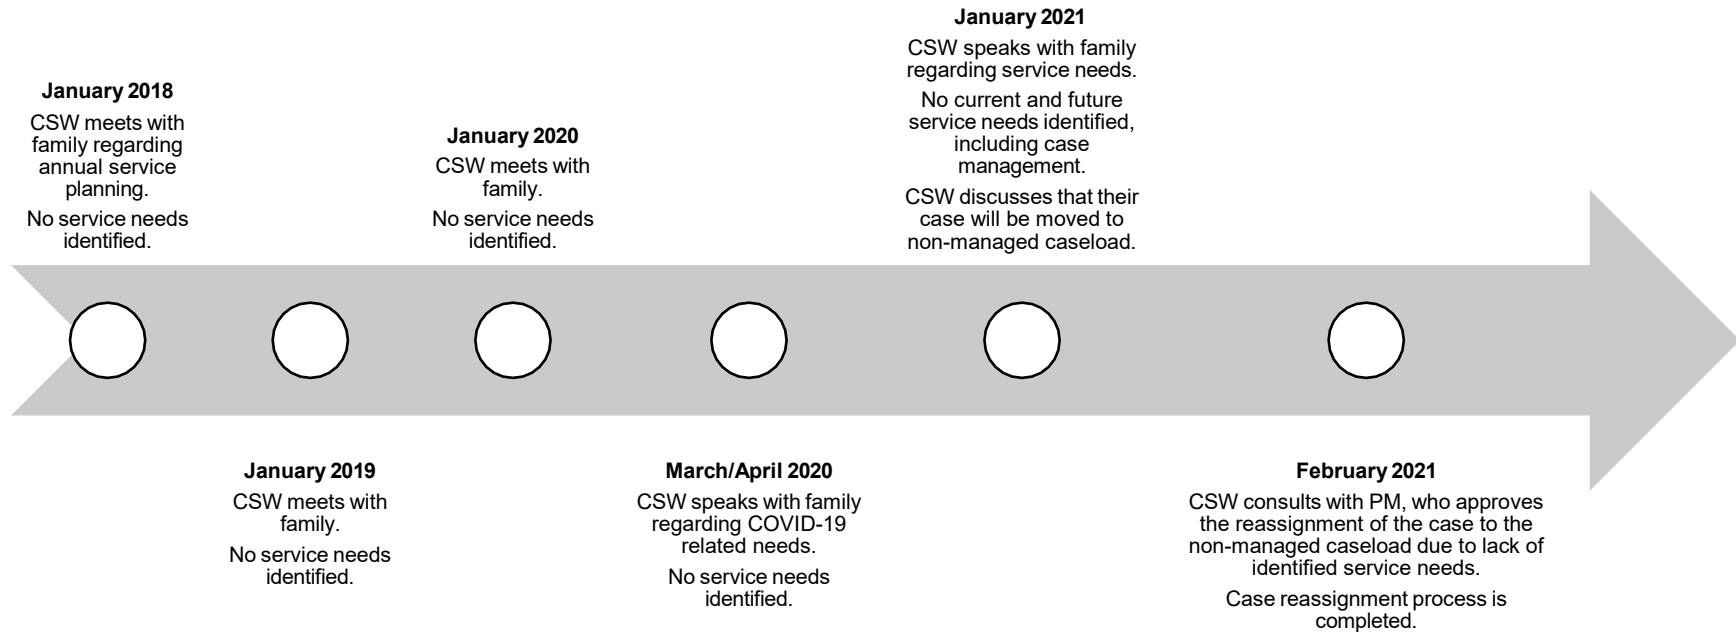 January 2018
CSW meets with
family regarding
annual service
planning.
No service needs
identified.
January 2019
CSW meets with
family.
No service needs
identified.
January 2020
CSW meets with
family.
No service needs
identified.
March/April 2020
CSW speaks with family
regarding COVID-19
related needs.
No service needs
identified.
January 2021
CSW speaks with family
regarding service needs.
No current and future
service needs identified,
including case
management.
CSW discusses that their
case will be moved to
non-managed caseload.
February 2021
CSW consults with PM, who approves
the reassignment of the case to the
non-managed caseload due to lack of
identified service needs.
Case reassignment process is
completed.